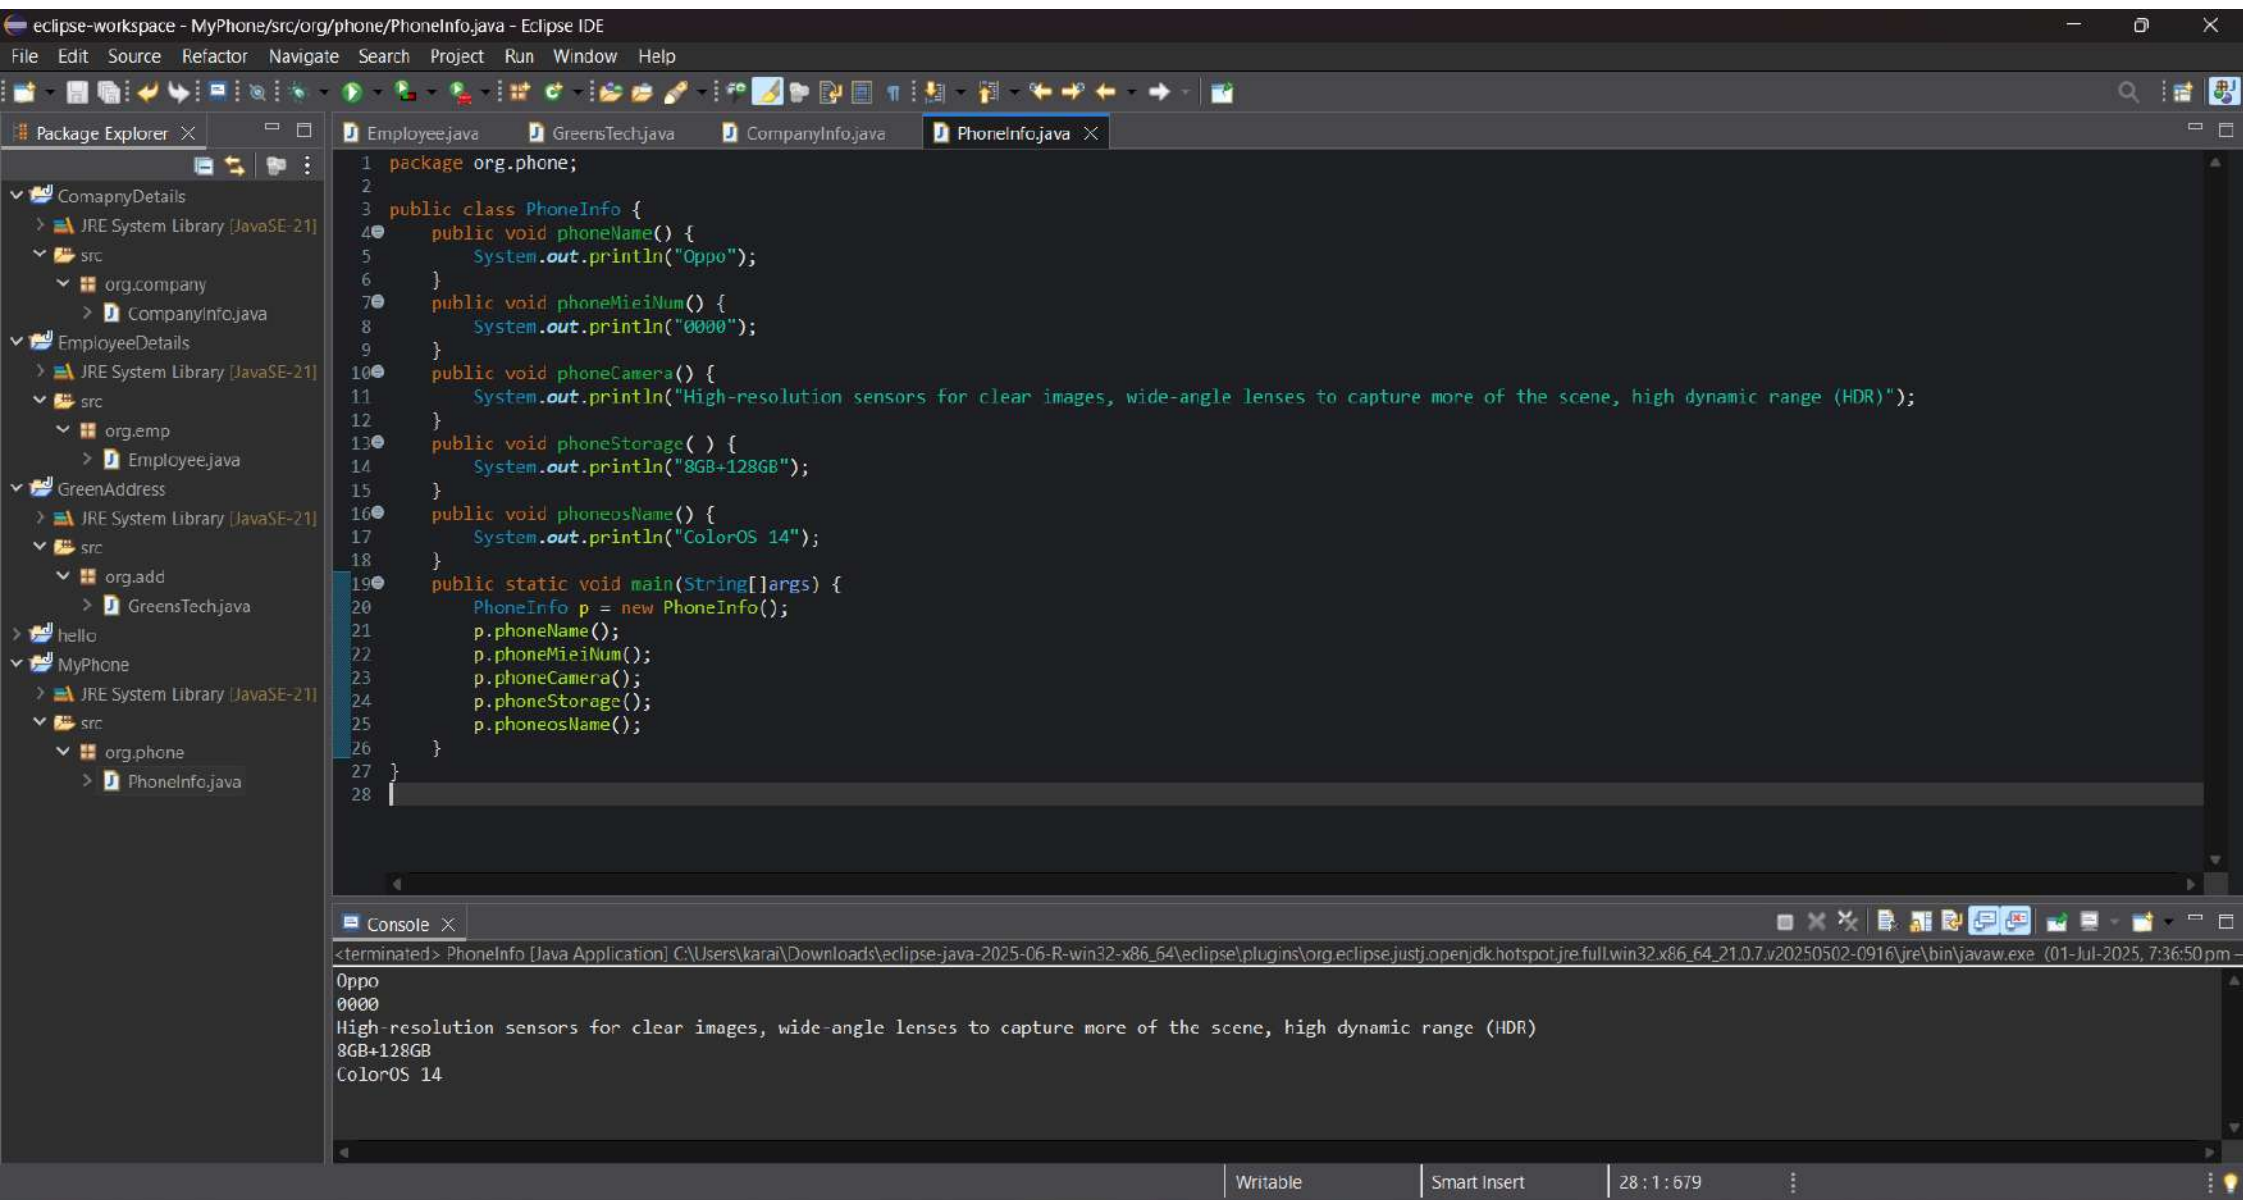 eclipse-workspace - MyPhone/src/org/phone/PhoneInfo.java - Eclipse IDE
File Edit Source Refactor Navigate Search Project Run Window Help
Package Explorer
Employee.java GreensTech.java CompanyInfo.java PhoneInfo.java
ComapnyDetails
JRE System Library [JavaSE-21]
src
org.company
CompanyInfo.java
EmployeeDetails
JRE System Library [JavaSE-21]
src
org.emp
Employee.java
GreenAddress
JRE System Library [JavaSE-21]
src
org.add
GreensTech.java
hello
MyPhone
JRE System Library [JavaSE-21]
src
org.phone
PhoneInfo.java
1 package org.phone;
2
3 public class PhoneInfo {
4 public void phoneName() {
5 System.out.println("Oppo");
6 }
7 public void phoneMieiNum() {
8 System.out.println("0000");
9 }
10 public void phoneCamera() {
11 System.out.println("High-resolution sensors for clear images, wide-angle lenses to capture more of the scene, high dynamic range (HDR)");
12 }
13 public void phoneStorage( ) {
14 System.out.println("8GB+128GB");
15 }
16 public void phoneosName() {
17 System.out.println("ColorOS 14");
18 }
19 public static void main(String[]args) {
20 PhoneInfo p = new PhoneInfo();
21 p.phoneName();
22 p.phoneMieiNum();
23 p.phoneCamera();
24 p.phoneStorage();
25 p.phoneosName();
26 }
27 }
28
Console
<terminated> PhoneInfo [Java Application] C:\Users\karai\Downloads\eclipse-java-2025-06-R-win32-x86_64\eclipse\plugins\org.eclipse.justj.openjdk.hotspot.jre.full.win32.x86_64_21.0.7.v20250502-0916\jre\bin\javaw.exe (01-Jul-2025, 7:36:50 pm –
Oppo
0000
High-resolution sensors for clear images, wide-angle lenses to capture more of the scene, high dynamic range (HDR)
8GB+128GB
ColorOS 14
Writable Smart Insert 28 : 1 : 679